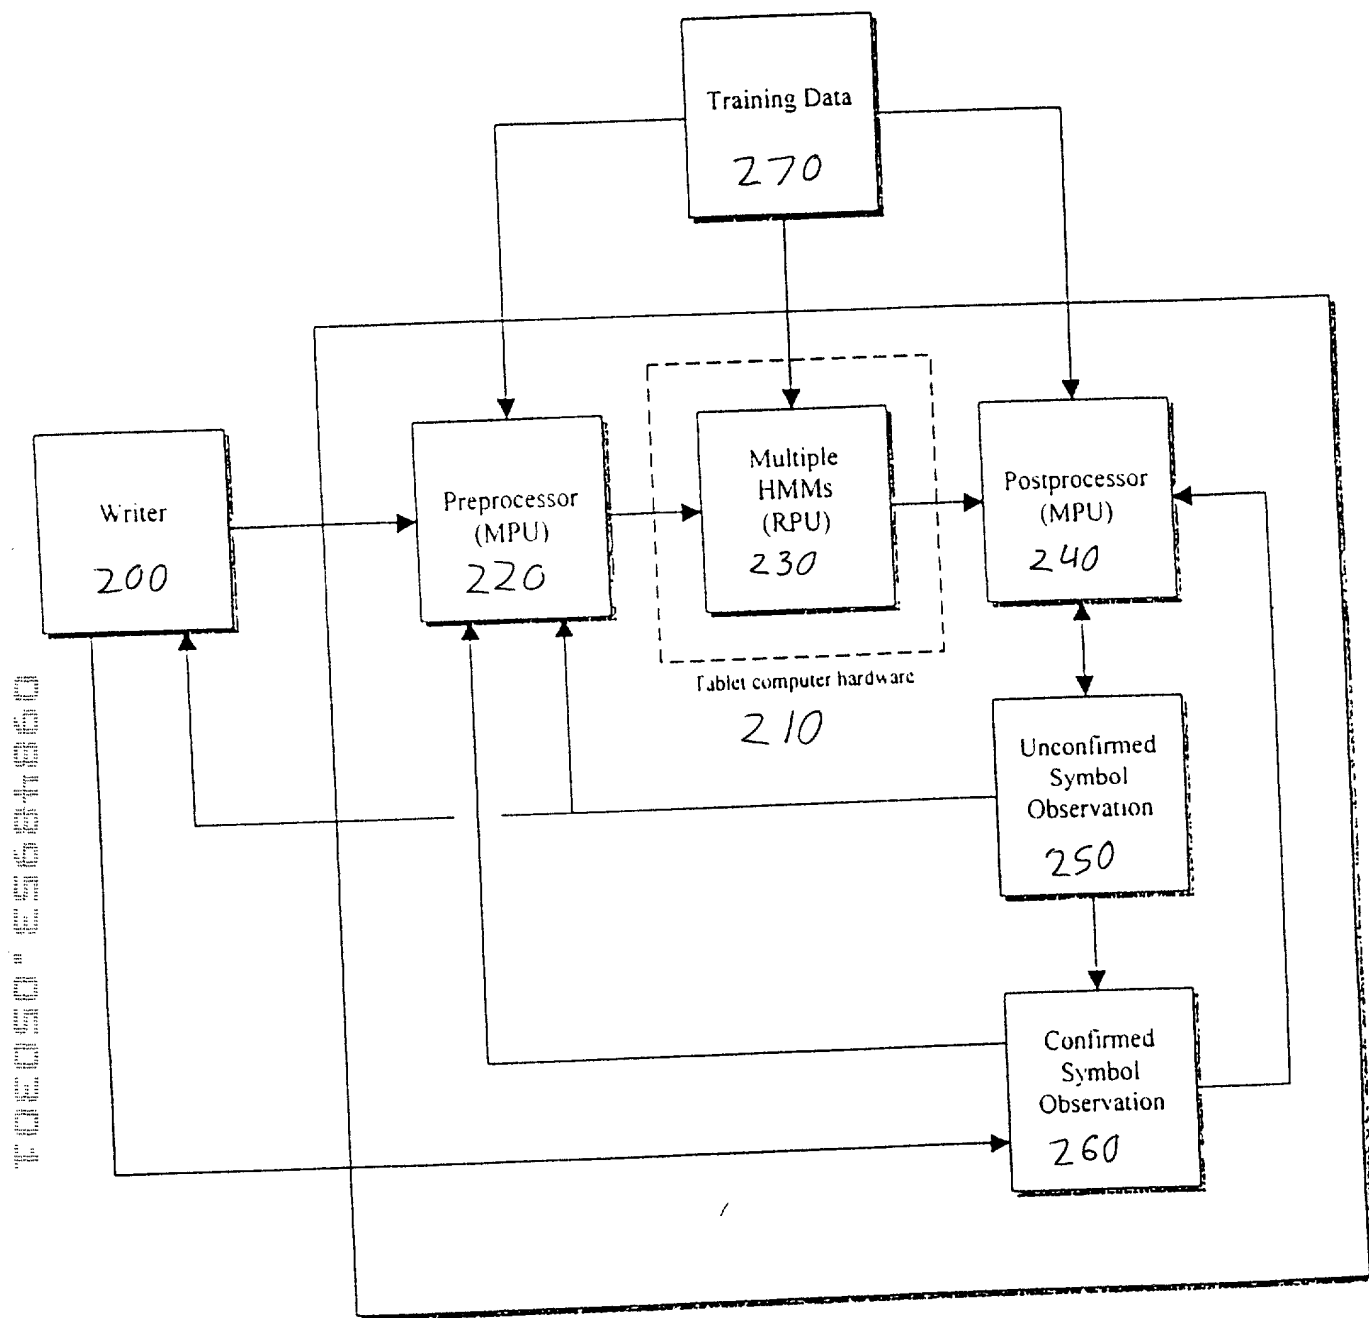 Training Data
270
Writer
200
Preprocessor
(MPU)
220
Multiple
HMMs
(RPU)
230
Postprocessor
(MPU)
240
Tablet computer hardware
210
Unconfirmed
Symbol
Observation
250
Confirmed
Symbol
Observation
260